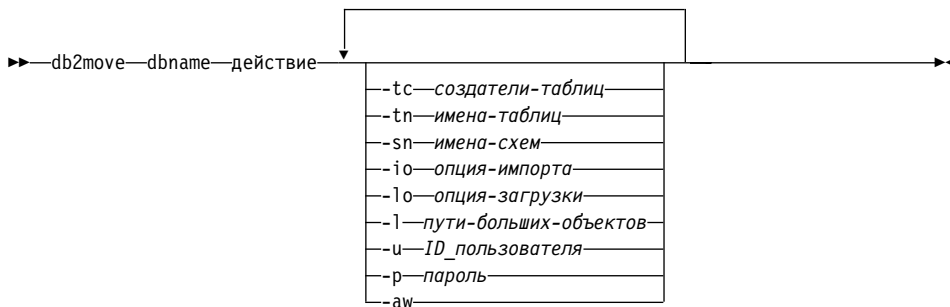 db2move dbname действие
-tc создатели-таблиц
-tn имена-таблиц
-sn имена-схем
-io опция-импорта
-lo опция-загрузки
-l пути-больших-объектов
-u ID_пользователя
-p пароль
-aw